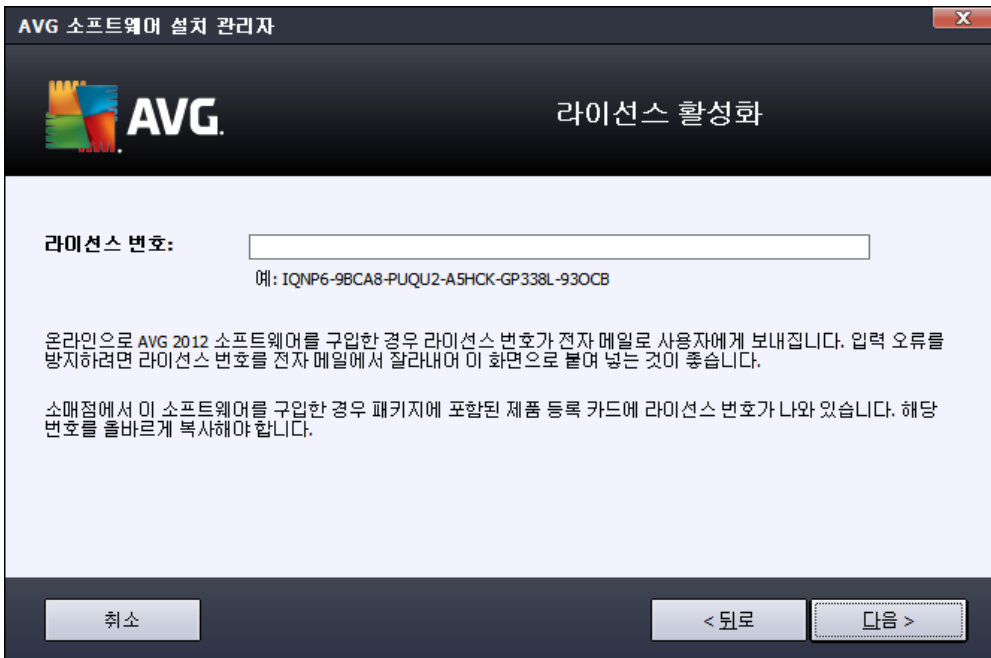 AVG 소프트웨어 설치 관리자
X
AVG.
라이선스 활성화
라이선스 번호:
예: IQNP6-9BCA8-PUQU2-A5HCK-GP338L-93OCB
온라인으로 AVG 2012 소프트웨어를 구입한 경우 라이선스 번호가 전자 메일로 사용자에게 보내집니다. 입력 오류를
방지하려면 라이선스 번호를 전자 메일에서 잘라내어 이 화면으로 붙여 넣는 것이 좋습니다.
소매점에서 이 소프트웨어를 구입한 경우 패키지에 포함된 제품 등록 카드에 라이선스 번호가 나와 있습니다. 해당
번호를 올바르게 복사해야 합니다.
취소
< 뒤로
다음 >